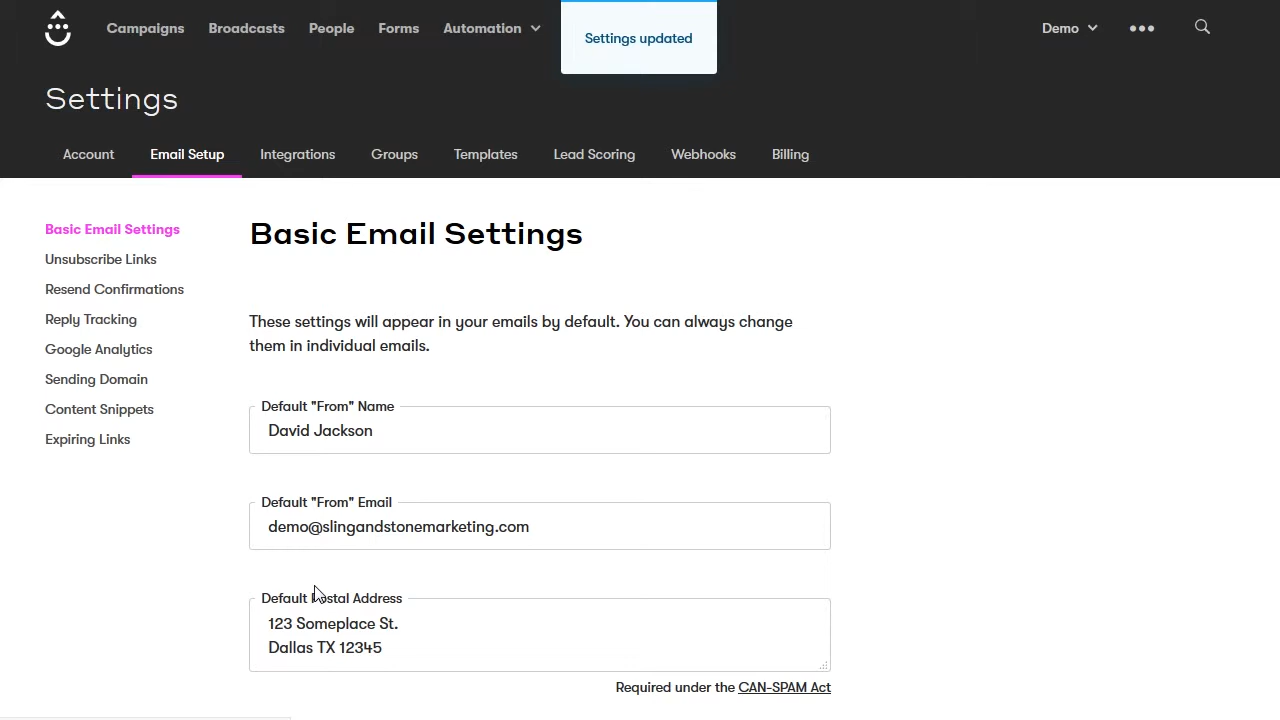 Campaigns Broadcasts People Forms Automation Settings updated Demo
Settings
Account Email Setup Integrations Groups Templates Lead Scoring Webhooks Billing
Basic Email Settings
Unsubscribe Links
Resend Confirmations
Reply Tracking
Google Analytics
Sending Domain
Content Snippets
Expiring Links
Basic Email Settings
These settings will appear in your emails by default. You can always change
them in individual emails.
Default "From" Name
David Jackson
Default "From" Email
demo@slingandstonemarketing.com
Default Postal Address
123 Someplace St.
Dallas TX 12345
Required under the CAN-SPAM Act